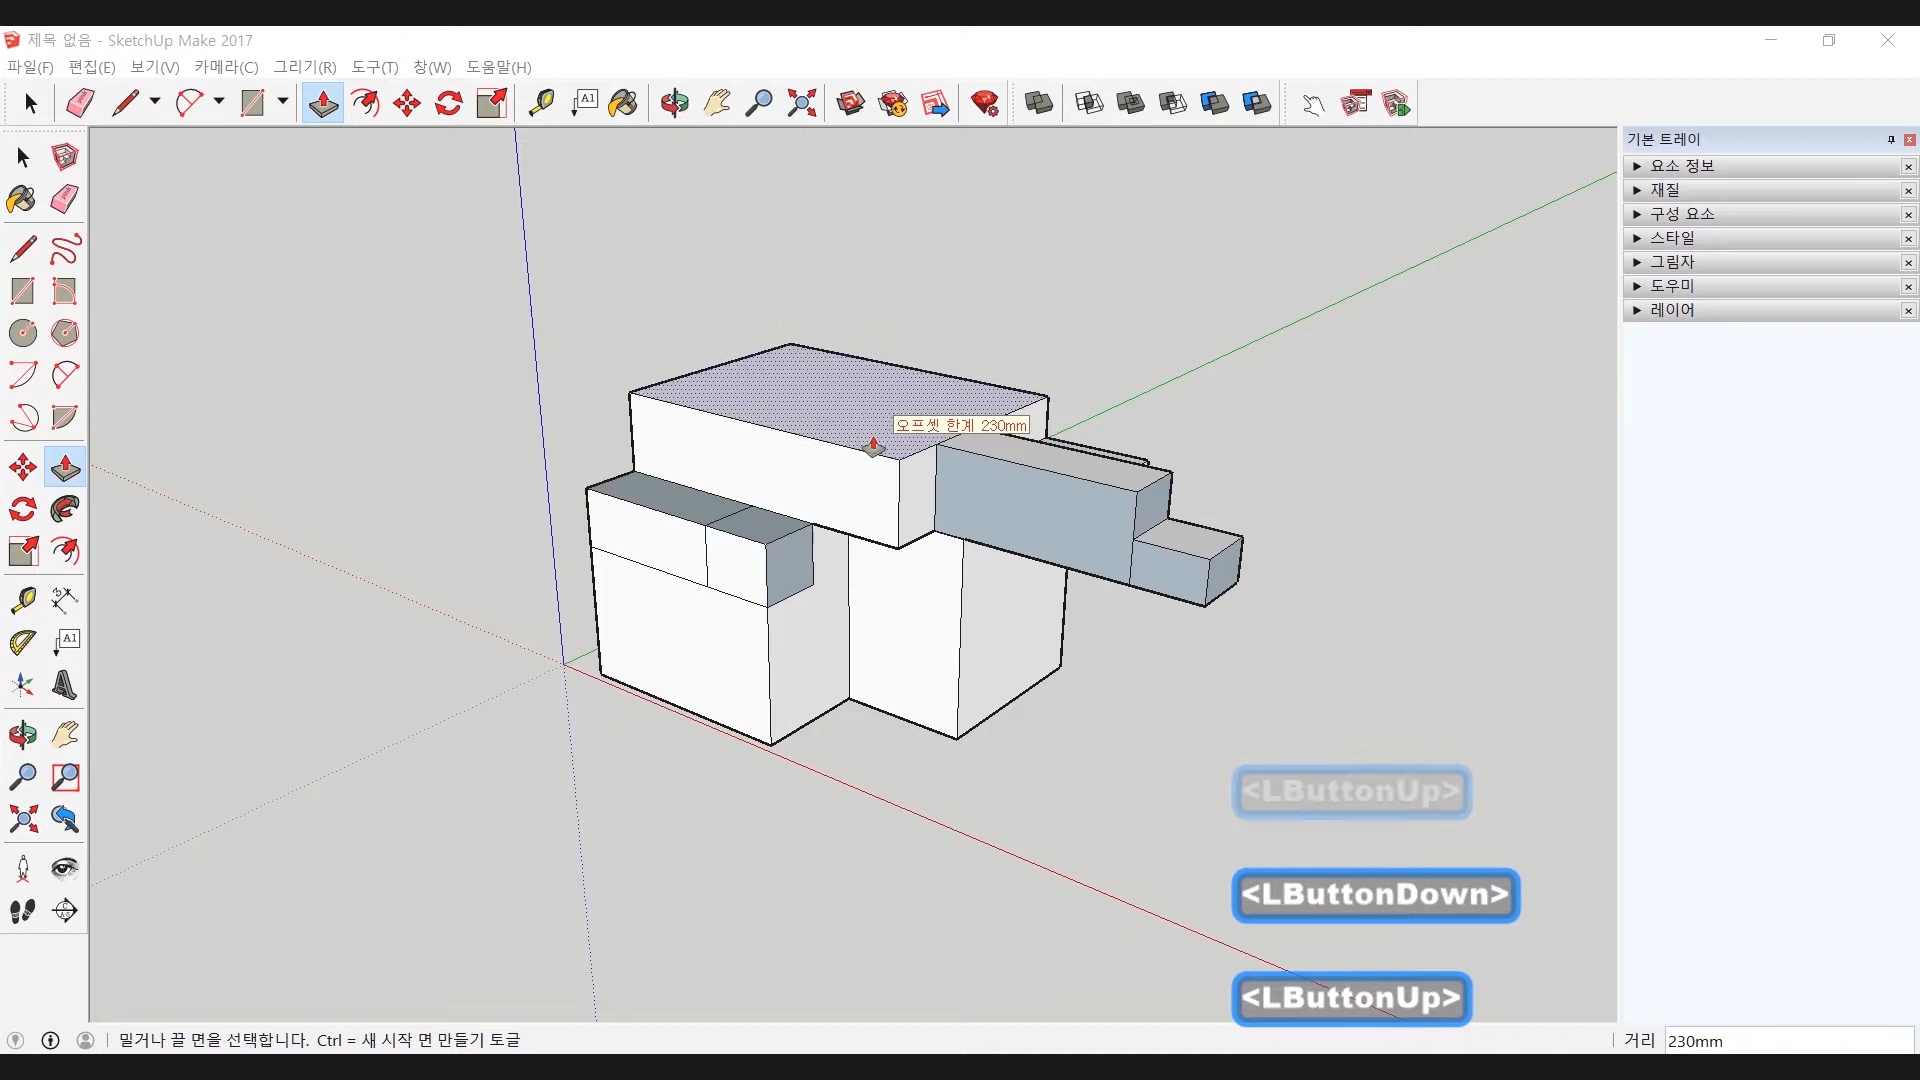 제목 없음 - SketchUp Make 2017
파일(F) 편집(E) 보기(V) 카메라(C) 그리기(R) 도구(T) 창(W) 도움말(H)
A1
기본 트레이
요소 정보
재질
구성 요소
스타일
그림자
도우미
레이어
오프셋 한계 230mm
A1
<LButtonUp>
<LButtonDown>
<LButtonUp>
밀거나 끌 면을 선택합니다. Ctrl = 새 시작 면 만들기 토글
거리 230mm